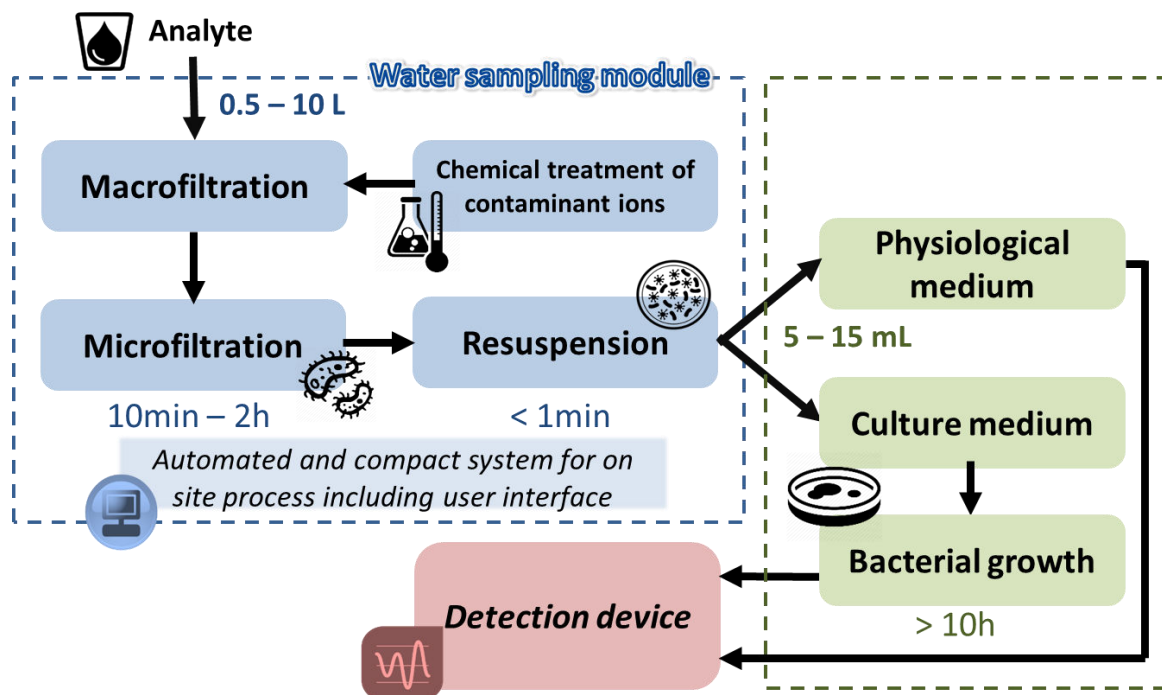 Analyte
Water sampling module
0.5 – 10 L
Macrofiltration
Chemical treatment of
contaminant ions
Microfiltration
Resuspension
10min – 2h
< 1min
Automated and compact system for on
site process including user interface
Physiological
medium
5 – 15 mL
Culture medium
Bacterial growth
> 10h
Detection device